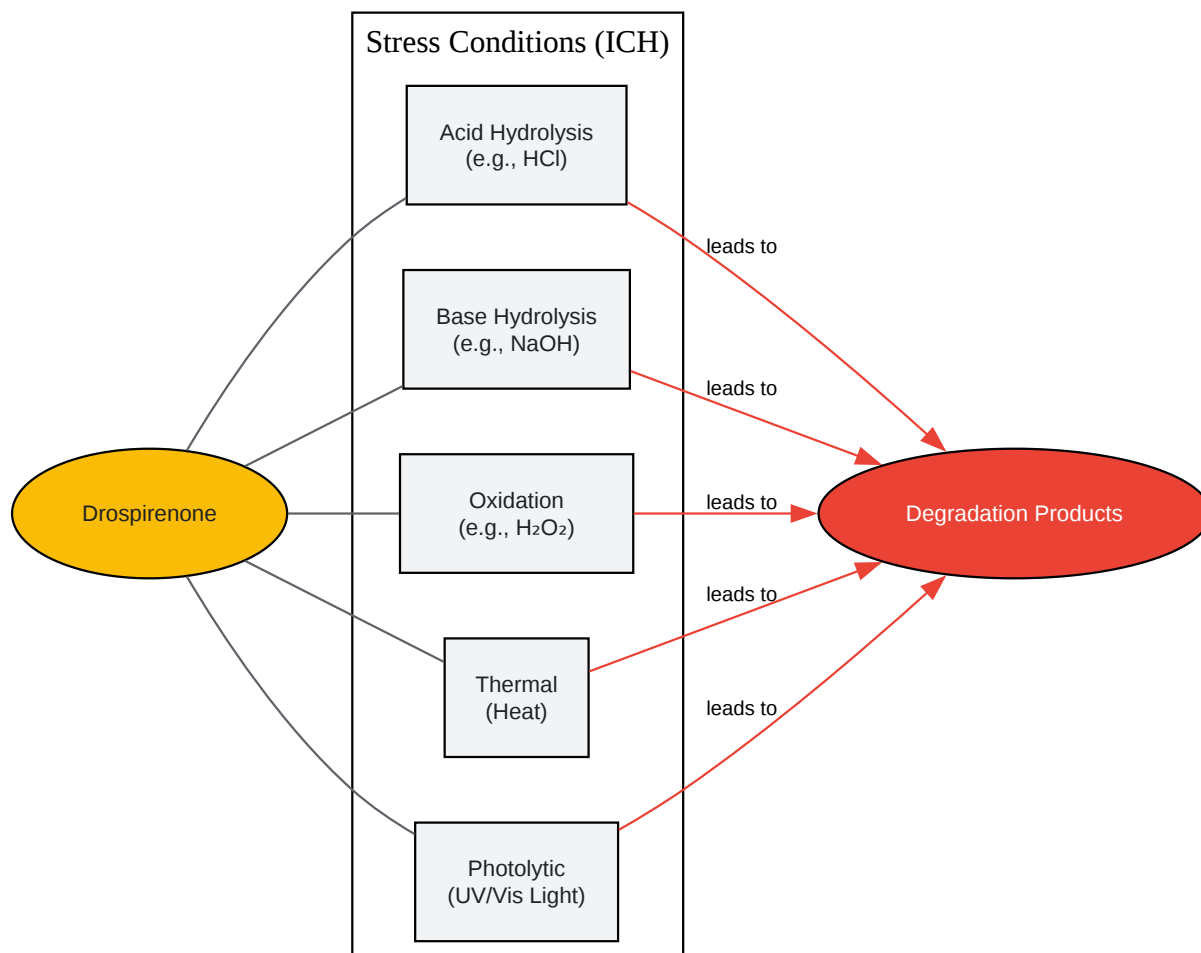 Stress Conditions (ICH)
Acid Hydrolysis
(e.g., HCl)
leads to
Base Hydrolysis
(e.g., NaOH)
leads to
Drospirenone
Oxidation
(e.g., H₂O₂)
leads to
Degradation Products
Thermal
(Heat)
leads to
Photolytic
(UV/Vis Light)
leads to